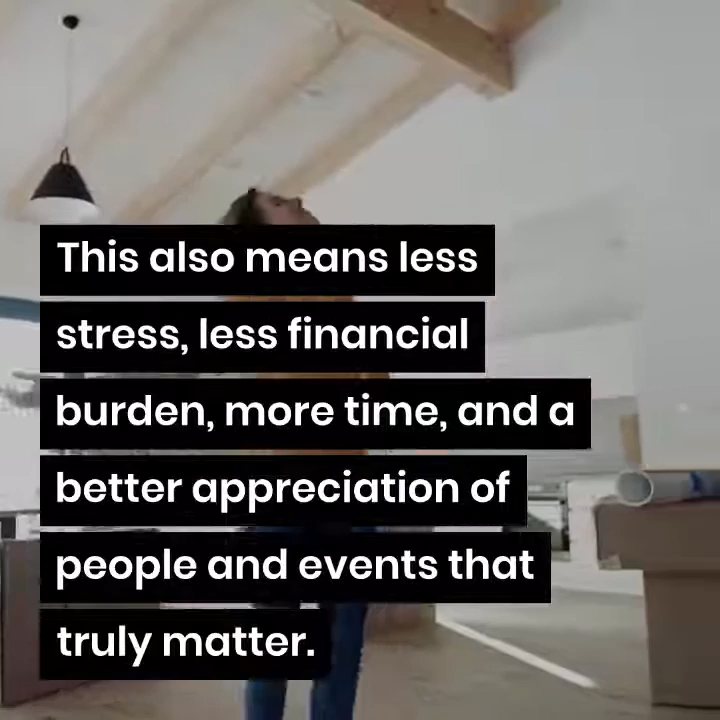 This also means less
stress, less financial
burden, more time, and a
better appreciation of
people and events that
truly matter.